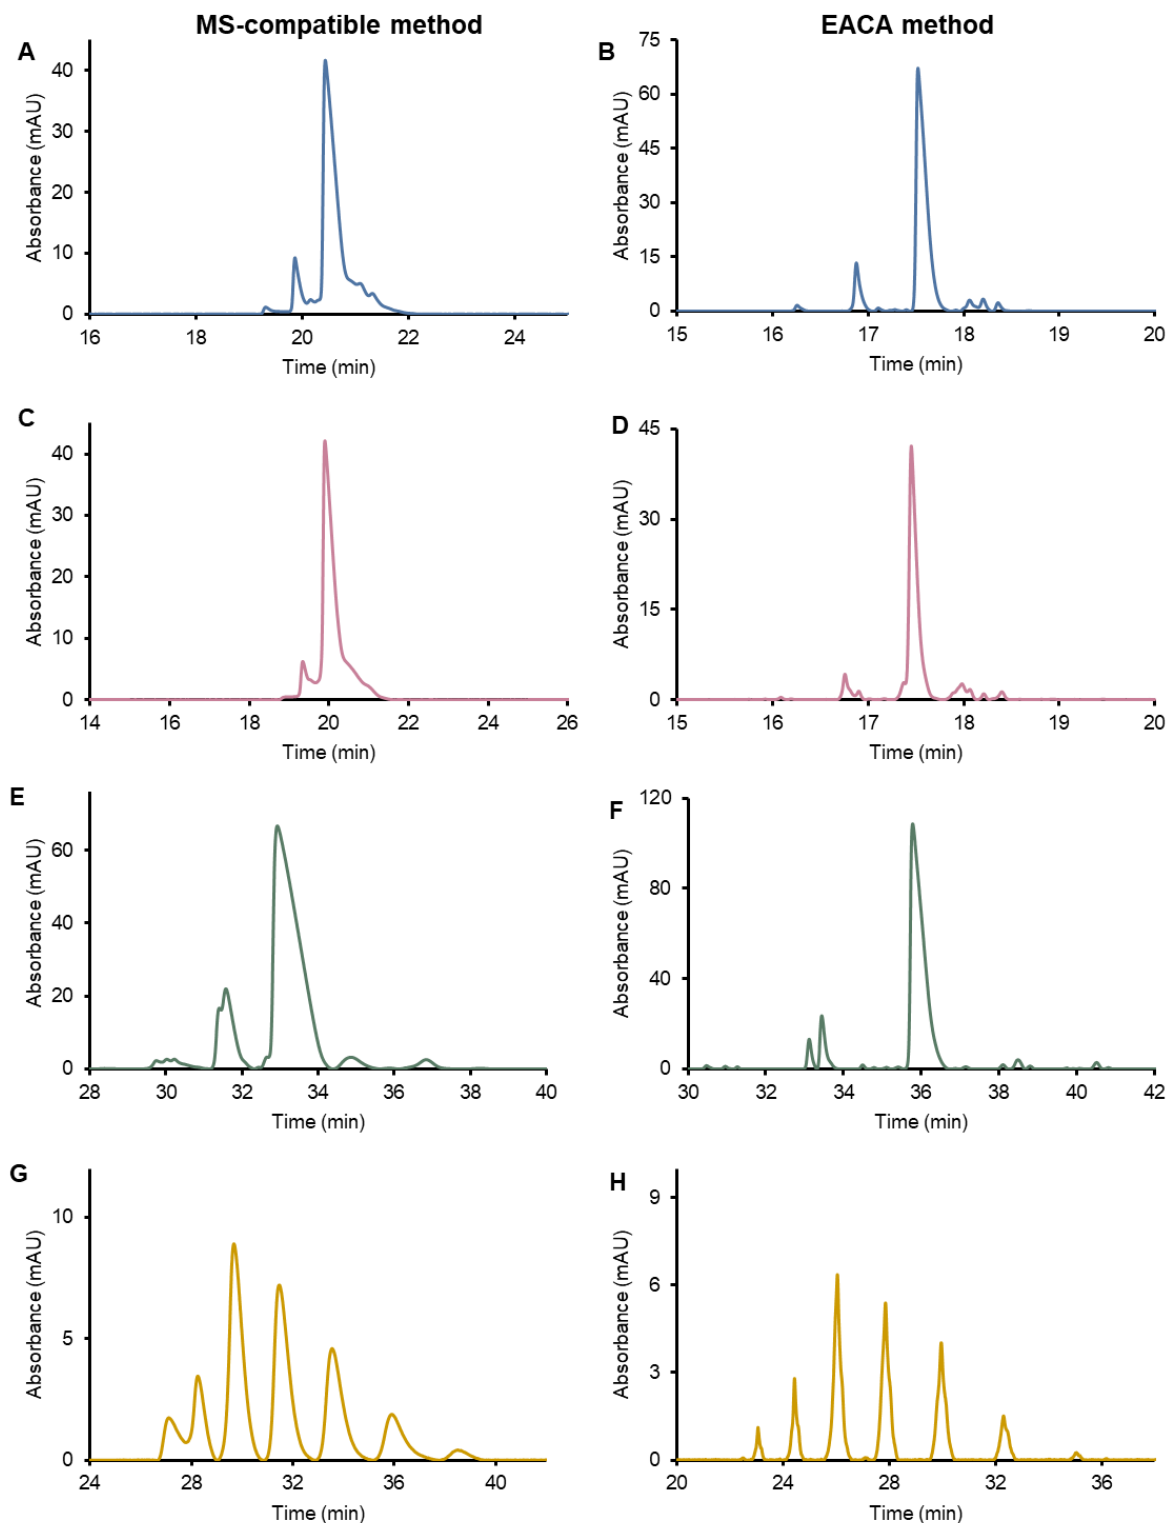 MS-compatible method
EACA method
A
Absorbance (mAU)
40
30
20
10
0
16 18 20 22 24
Time (min)
B
Absorbance (mAU)
75
60
45
30
15
0
15 16 17 18 19 20
Time (min)
C
Absorbance (mAU)
40
30
20
10
0
14 16 18 20 22 24 26
Time (min)
D
Absorbance (mAU)
45
30
15
0
15 16 17 18 19 20
Time (min)
E
Absorbance (mAU)
60
40
20
0
28 30 32 34 36 38 40
Time (min)
F
Absorbance (mAU)
120
80
40
0
30 32 34 36 38 40 42
Time (min)
G
Absorbance (mAU)
10
5
0
24 28 32 36 40
Time (min)
H
Absorbance (mAU)
9
6
3
0
20 24 28 32 36
Time (min)